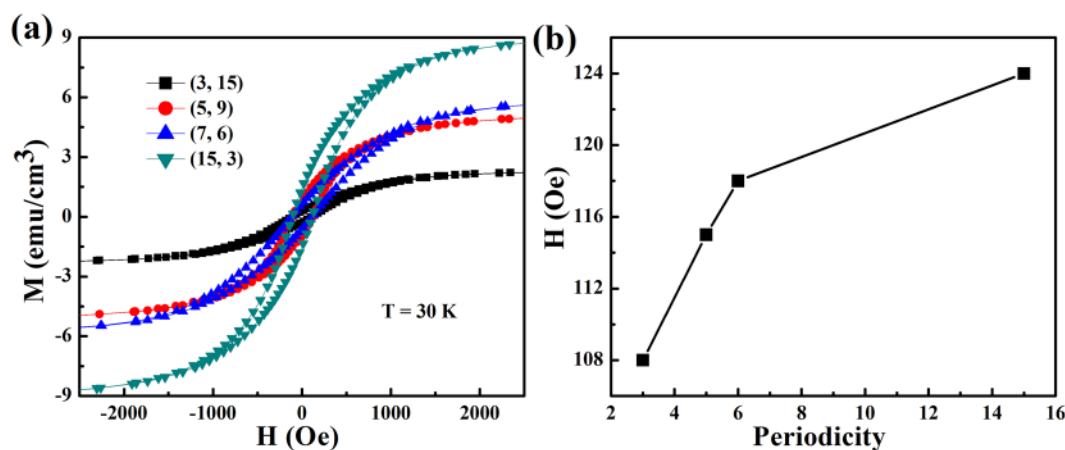 (a)
9
6
3
0
-3
-6
-9
M (emu/cm³)
(3, 15)
(5, 9)
(7, 6)
(15, 3)
T = 30 K
-2000 -1000 0 1000 2000
H (Oe)
(b)
124
120
116
112
108
H (Oe)
2 4 6 8 10 12 14 16
Periodicity